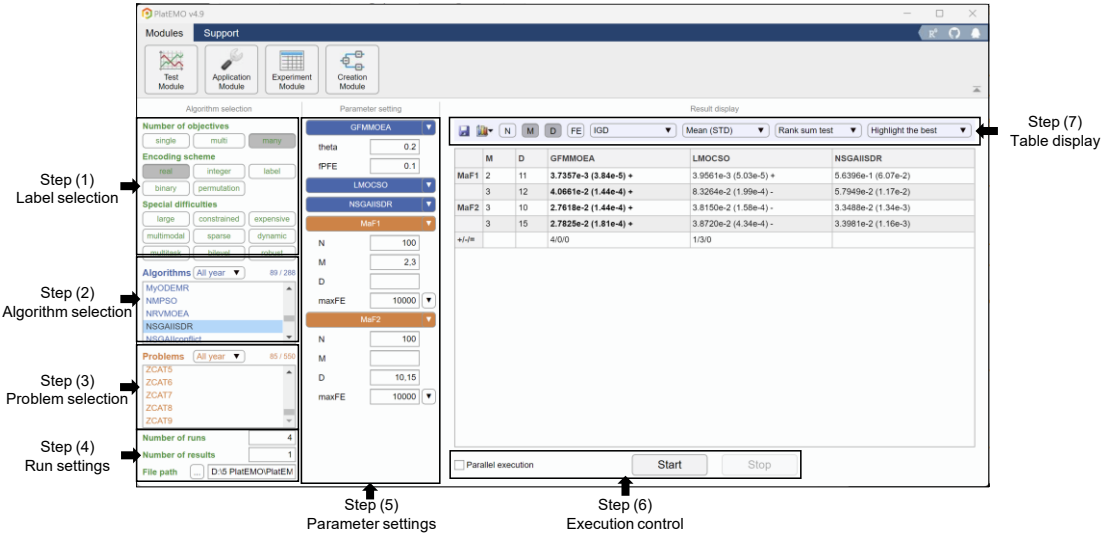 PlatEMO v4.9
Modules Support
Test Module
Application Module
Experiment Module
Creation Module
Algorithm selection
Parameter setting
Result display
Step (1)
Label selection
Number of objectives
single multi many
Encoding scheme
real integer label
binary permutation
Special difficulties
large constrained expensive
multimodal sparse dynamic
multitask bilevel robust
Step (2)
Algorithm selection
Algorithms All year ▼ 89 / 288
MyODEMR
NMPSO
NRVMOEA
NSGAIISDR
NSGAIIconflict
Step (3)
Problem selection
Problems All year ▼ 85 / 550
ZCAT5
ZCAT6
ZCAT7
ZCAT8
ZCAT9
Step (4)
Run settings
Number of runs 4
Number of results 1
File path ... D:\5 PlatEMO\PlatEM
GFMMOEA ▼
theta 0.2
fPFE 0.1
LMOCSO ▼
NSGAIISDR ▼
MaF1 ▼
N 100
M 2,3
D
maxFE 10000 ▼
MaF2 ▼
N 100
M
D 10,15
maxFE 10000 ▼
Step (5)
Parameter settings
N M D FE IGD ▼ Mean (STD) ▼ Rank sum test ▼ Highlight the best ▼
Step (7)
Table display
M D GFMMOEA LMOCSO NSGAIISDR
MaF1 2 11 3.7357e-3 (3.84e-5) + 3.9561e-3 (5.03e-5) + 5.6396e-1 (6.07e-2)
3 12 4.0661e-2 (1.44e-4) + 8.3264e-2 (1.99e-4) - 5.7949e-2 (1.17e-2)
MaF2 3 10 2.7618e-2 (1.44e-4) + 3.8150e-2 (1.58e-4) - 3.3488e-2 (1.34e-3)
3 15 2.7825e-2 (1.81e-4) + 3.8720e-2 (4.34e-4) - 3.3981e-2 (1.16e-3)
+/-/= 4/0/0 1/3/0
Parallel execution Start Stop
Step (6)
Execution control